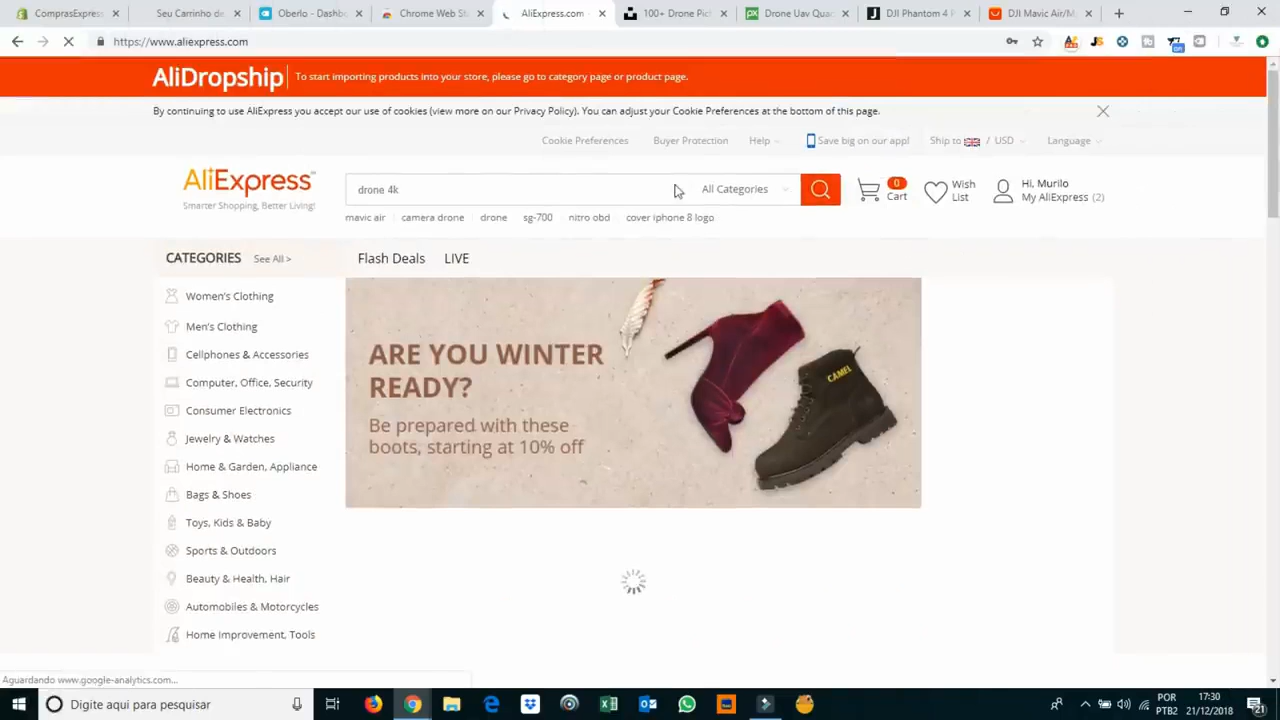 ComprasExpres
Seu Carrinho de
Oberlo - Dashb
Chrome Web St
AliExpress.com
100+ Drone Pic
Drone Uav Quac
DJI Phantom 4 P
DJI Mavic Air/M
https://www.aliexpress.com
AliDropship
To start importing products into your store, please go to category page or product page.
By continuing to use AliExpress you accept our use of cookies (view more on our Privacy Policy). You can adjust your Cookie Preferences at the bottom of this page.
Cookie Preferences
Buyer Protection
Help
Save big on our app!
Ship to / USD
Language
AliExpress™
Smarter Shopping, Better Living!
drone 4k
All Categories
0
Cart
Wish
List
Hi, Murilo
My AliExpress (2)
mavic air
camera drone
drone
sg-700
nitro obd
cover iphone 8 logo
CATEGORIES See All >
Flash Deals
LIVE
Women's Clothing
Men's Clothing
Cellphones & Accessories
Computer, Office, Security
Consumer Electronics
Jewelry & Watches
Home & Garden, Appliance
Bags & Shoes
Toys, Kids & Baby
Sports & Outdoors
Beauty & Health, Hair
Automobiles & Motorcycles
Home Improvement, Tools
ARE YOU WINTER
READY?
Be prepared with these
boots, starting at 10% off
CAMEL
Aguardando www.google-analytics.com...
Digite aqui para pesquisar
POR
PTB2
17:30
21/12/2018
21